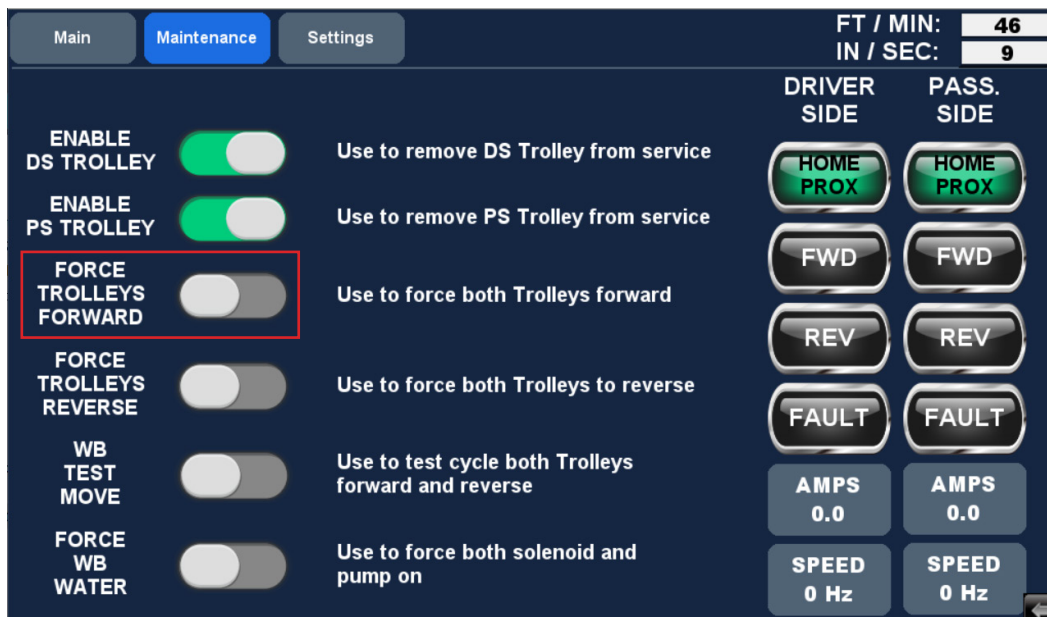 Main
Maintenance
Settings
FT / MIN: 46
IN / SEC: 9
DRIVER
SIDE
PASS.
SIDE
ENABLE
DS TROLLEY
Use to remove DS Trolley from service
HOME
PROX
HOME
PROX
ENABLE
PS TROLLEY
Use to remove PS Trolley from service
FWD
FWD
FORCE
TROLLEYS
FORWARD
Use to force both Trolleys forward
REV
REV
FORCE
TROLLEYS
REVERSE
Use to force both Trolleys to reverse
FAULT
FAULT
WB
TEST
MOVE
Use to test cycle both Trolleys
forward and reverse
AMPS
0.0
AMPS
0.0
FORCE
WB
WATER
Use to force both solenoid and
pump on
SPEED
0 Hz
SPEED
0 Hz